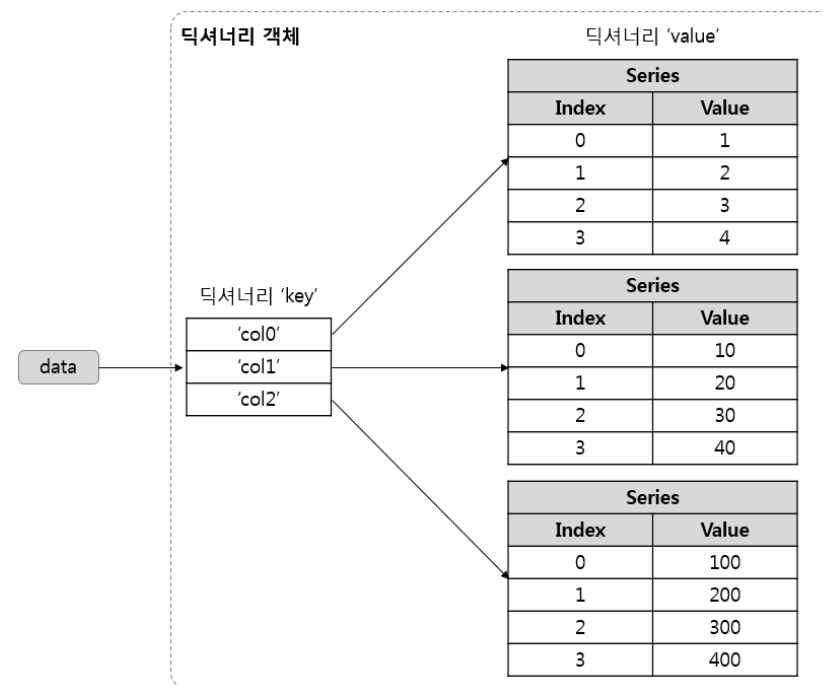 딕셔너리 객체
딕셔너리 ‘value’
Series
Index Value
0 1
1 2
2 3
3 4
딕셔너리 ‘key’
‘col0’
‘col1’
‘col2’
data
Series
Index Value
0 10
1 20
2 30
3 40
Series
Index Value
0 100
1 200
2 300
3 400